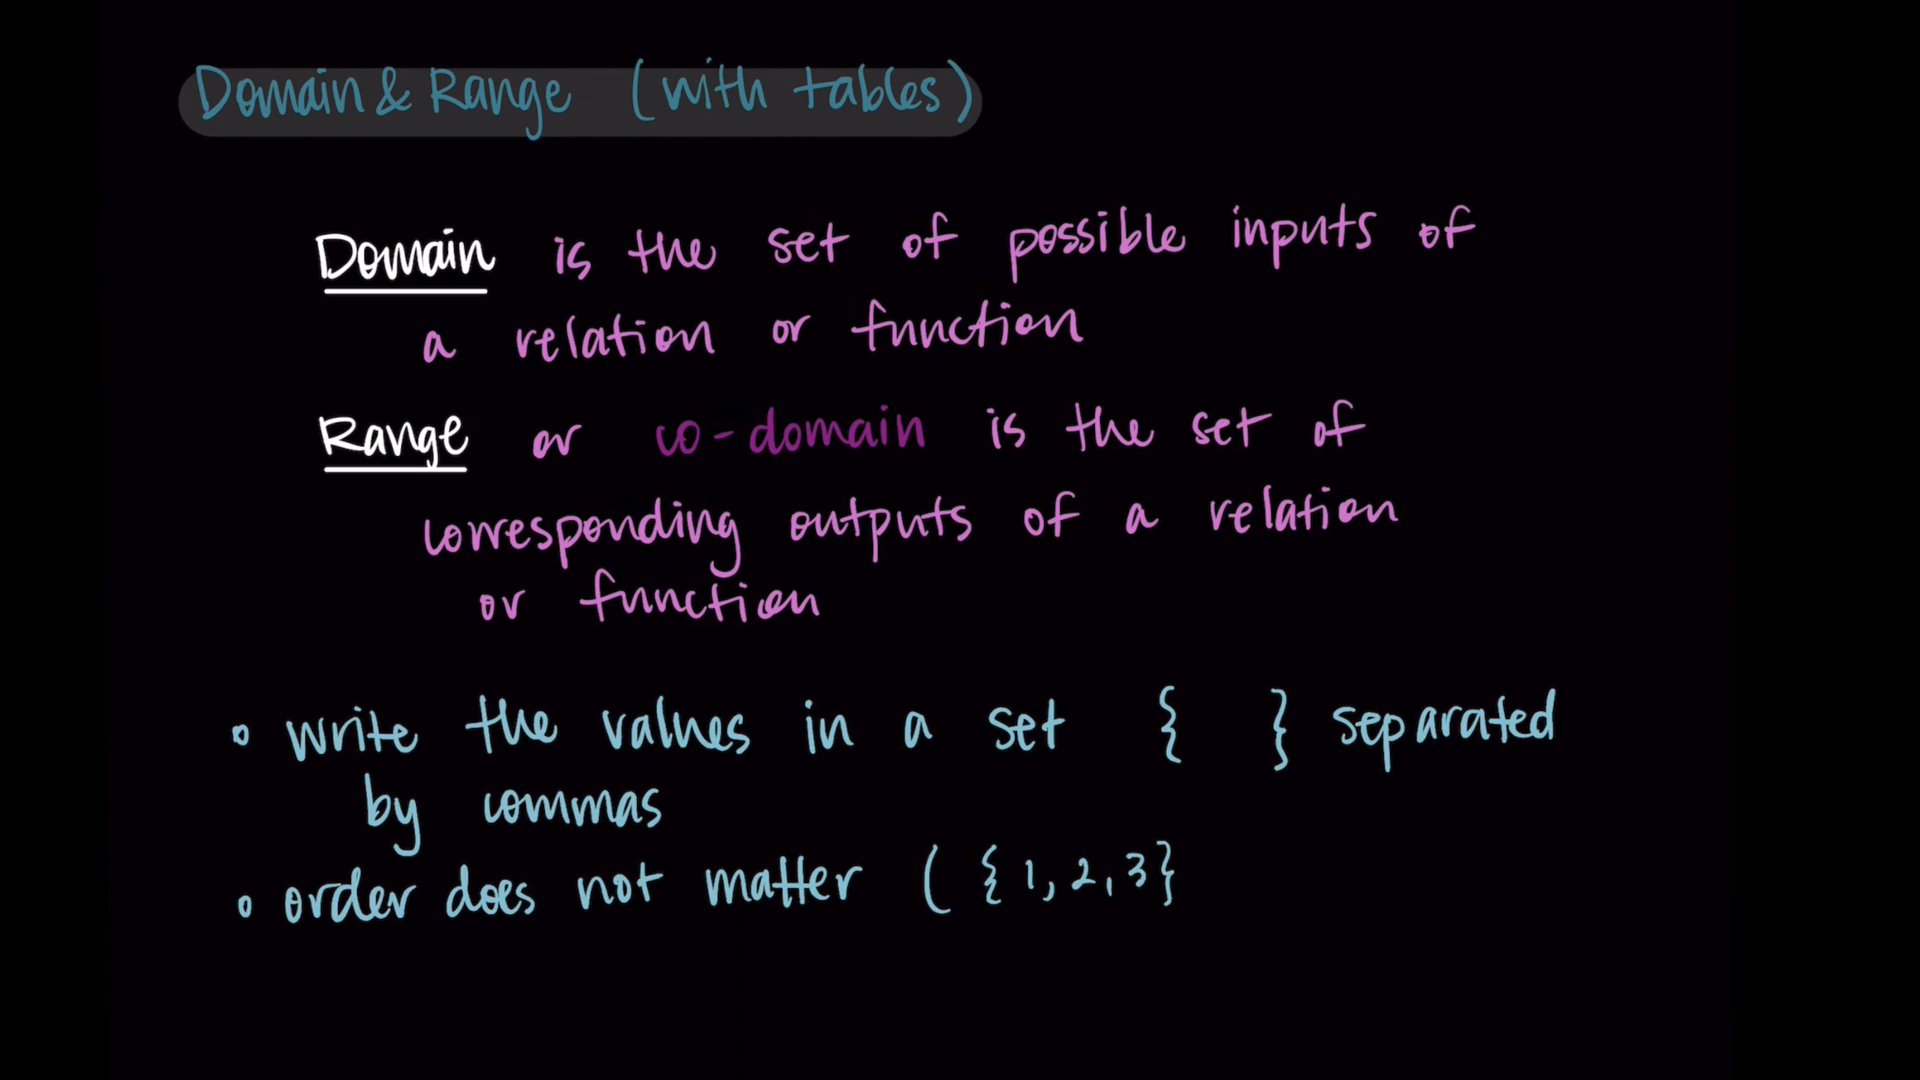 Domain & Range (with tables)
Domain is the set of possible inputs of
a relation or function
Range or co-domain is the set of
corresponding outputs of a relation
or function
• write the values in a set { } separated
by commas
• order does not matter ( {1,2,3}